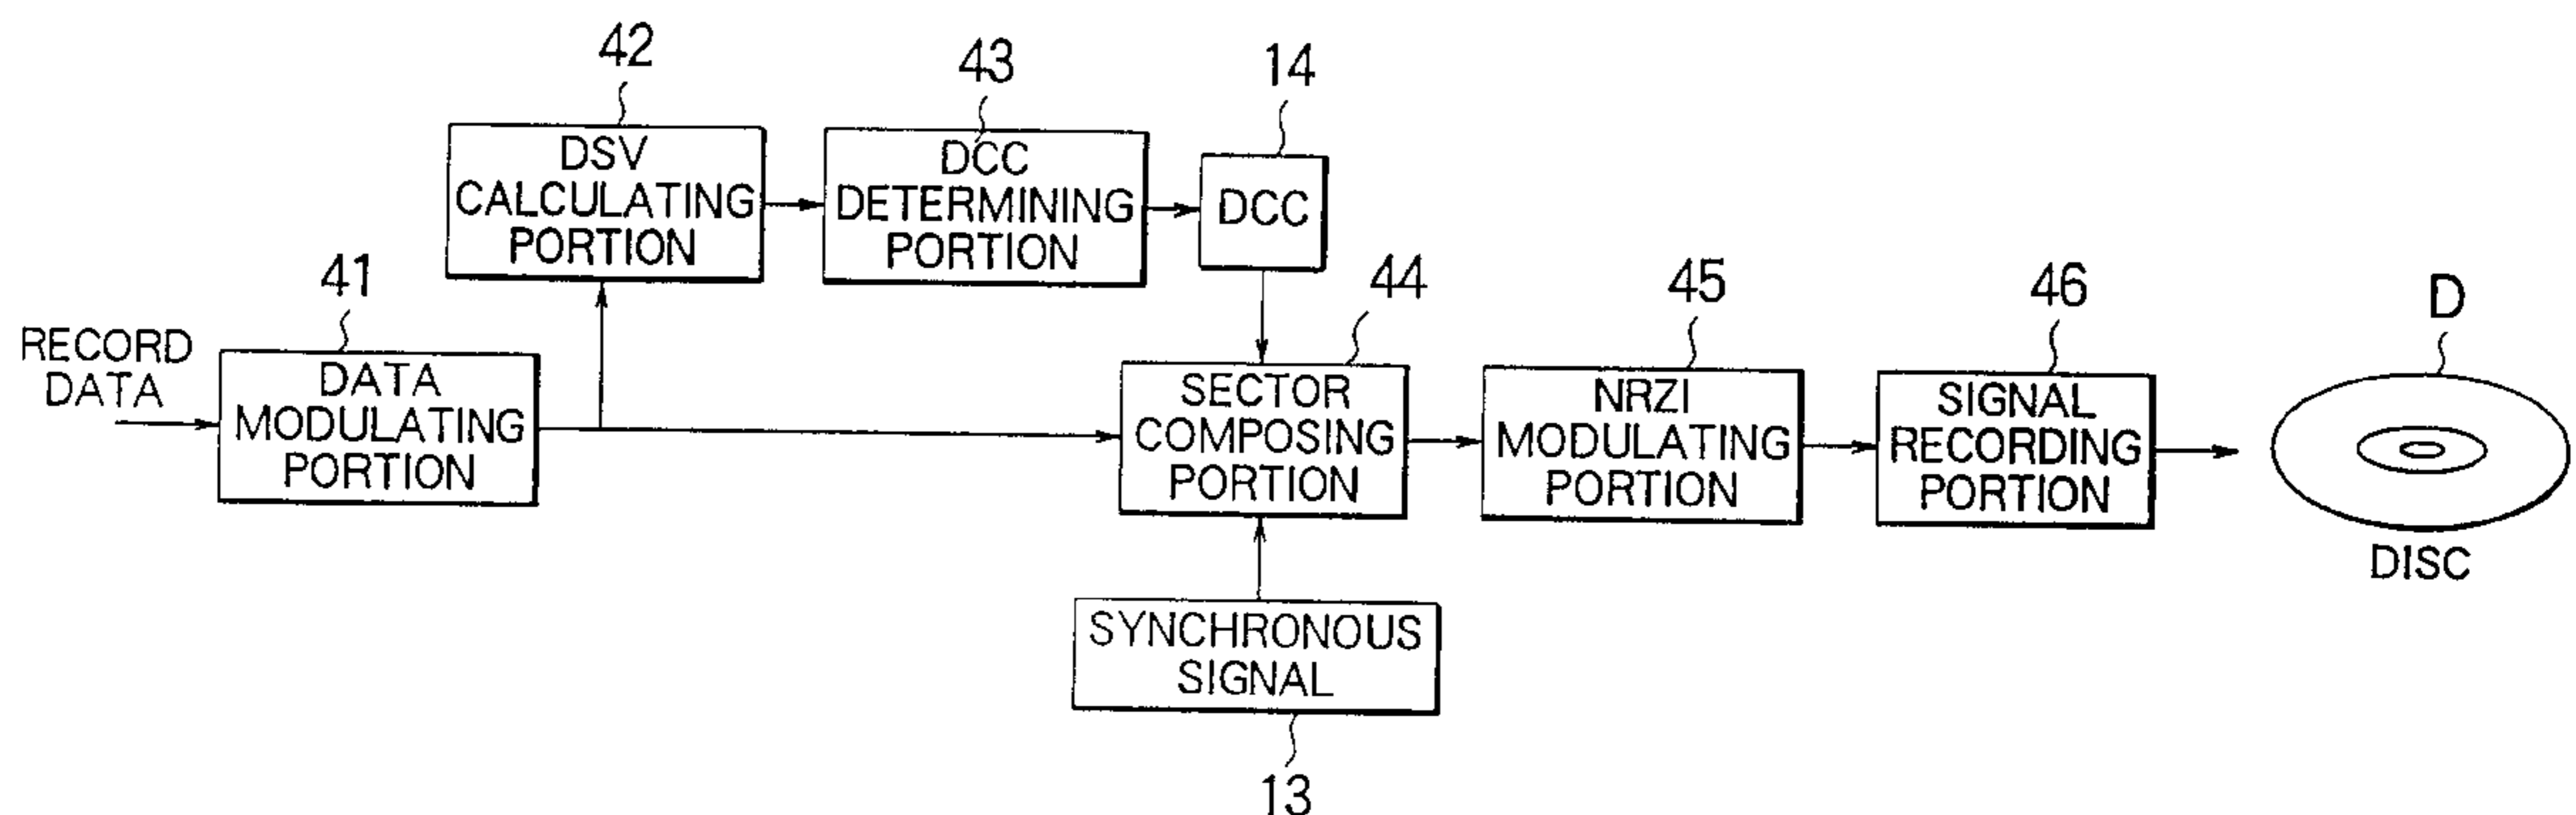 42
43
14
DSV
CALCULATING
PORTION
DCC
DETERMINING
PORTION
DCC
41
44
45
46
D
RECORD
DATA
DATA
MODULATING
PORTION
SECTOR
COMPOSING
PORTION
NRZI
MODULATING
PORTION
SIGNAL
RECORDING
PORTION
DISC
SYNCHRONOUS
SIGNAL
13